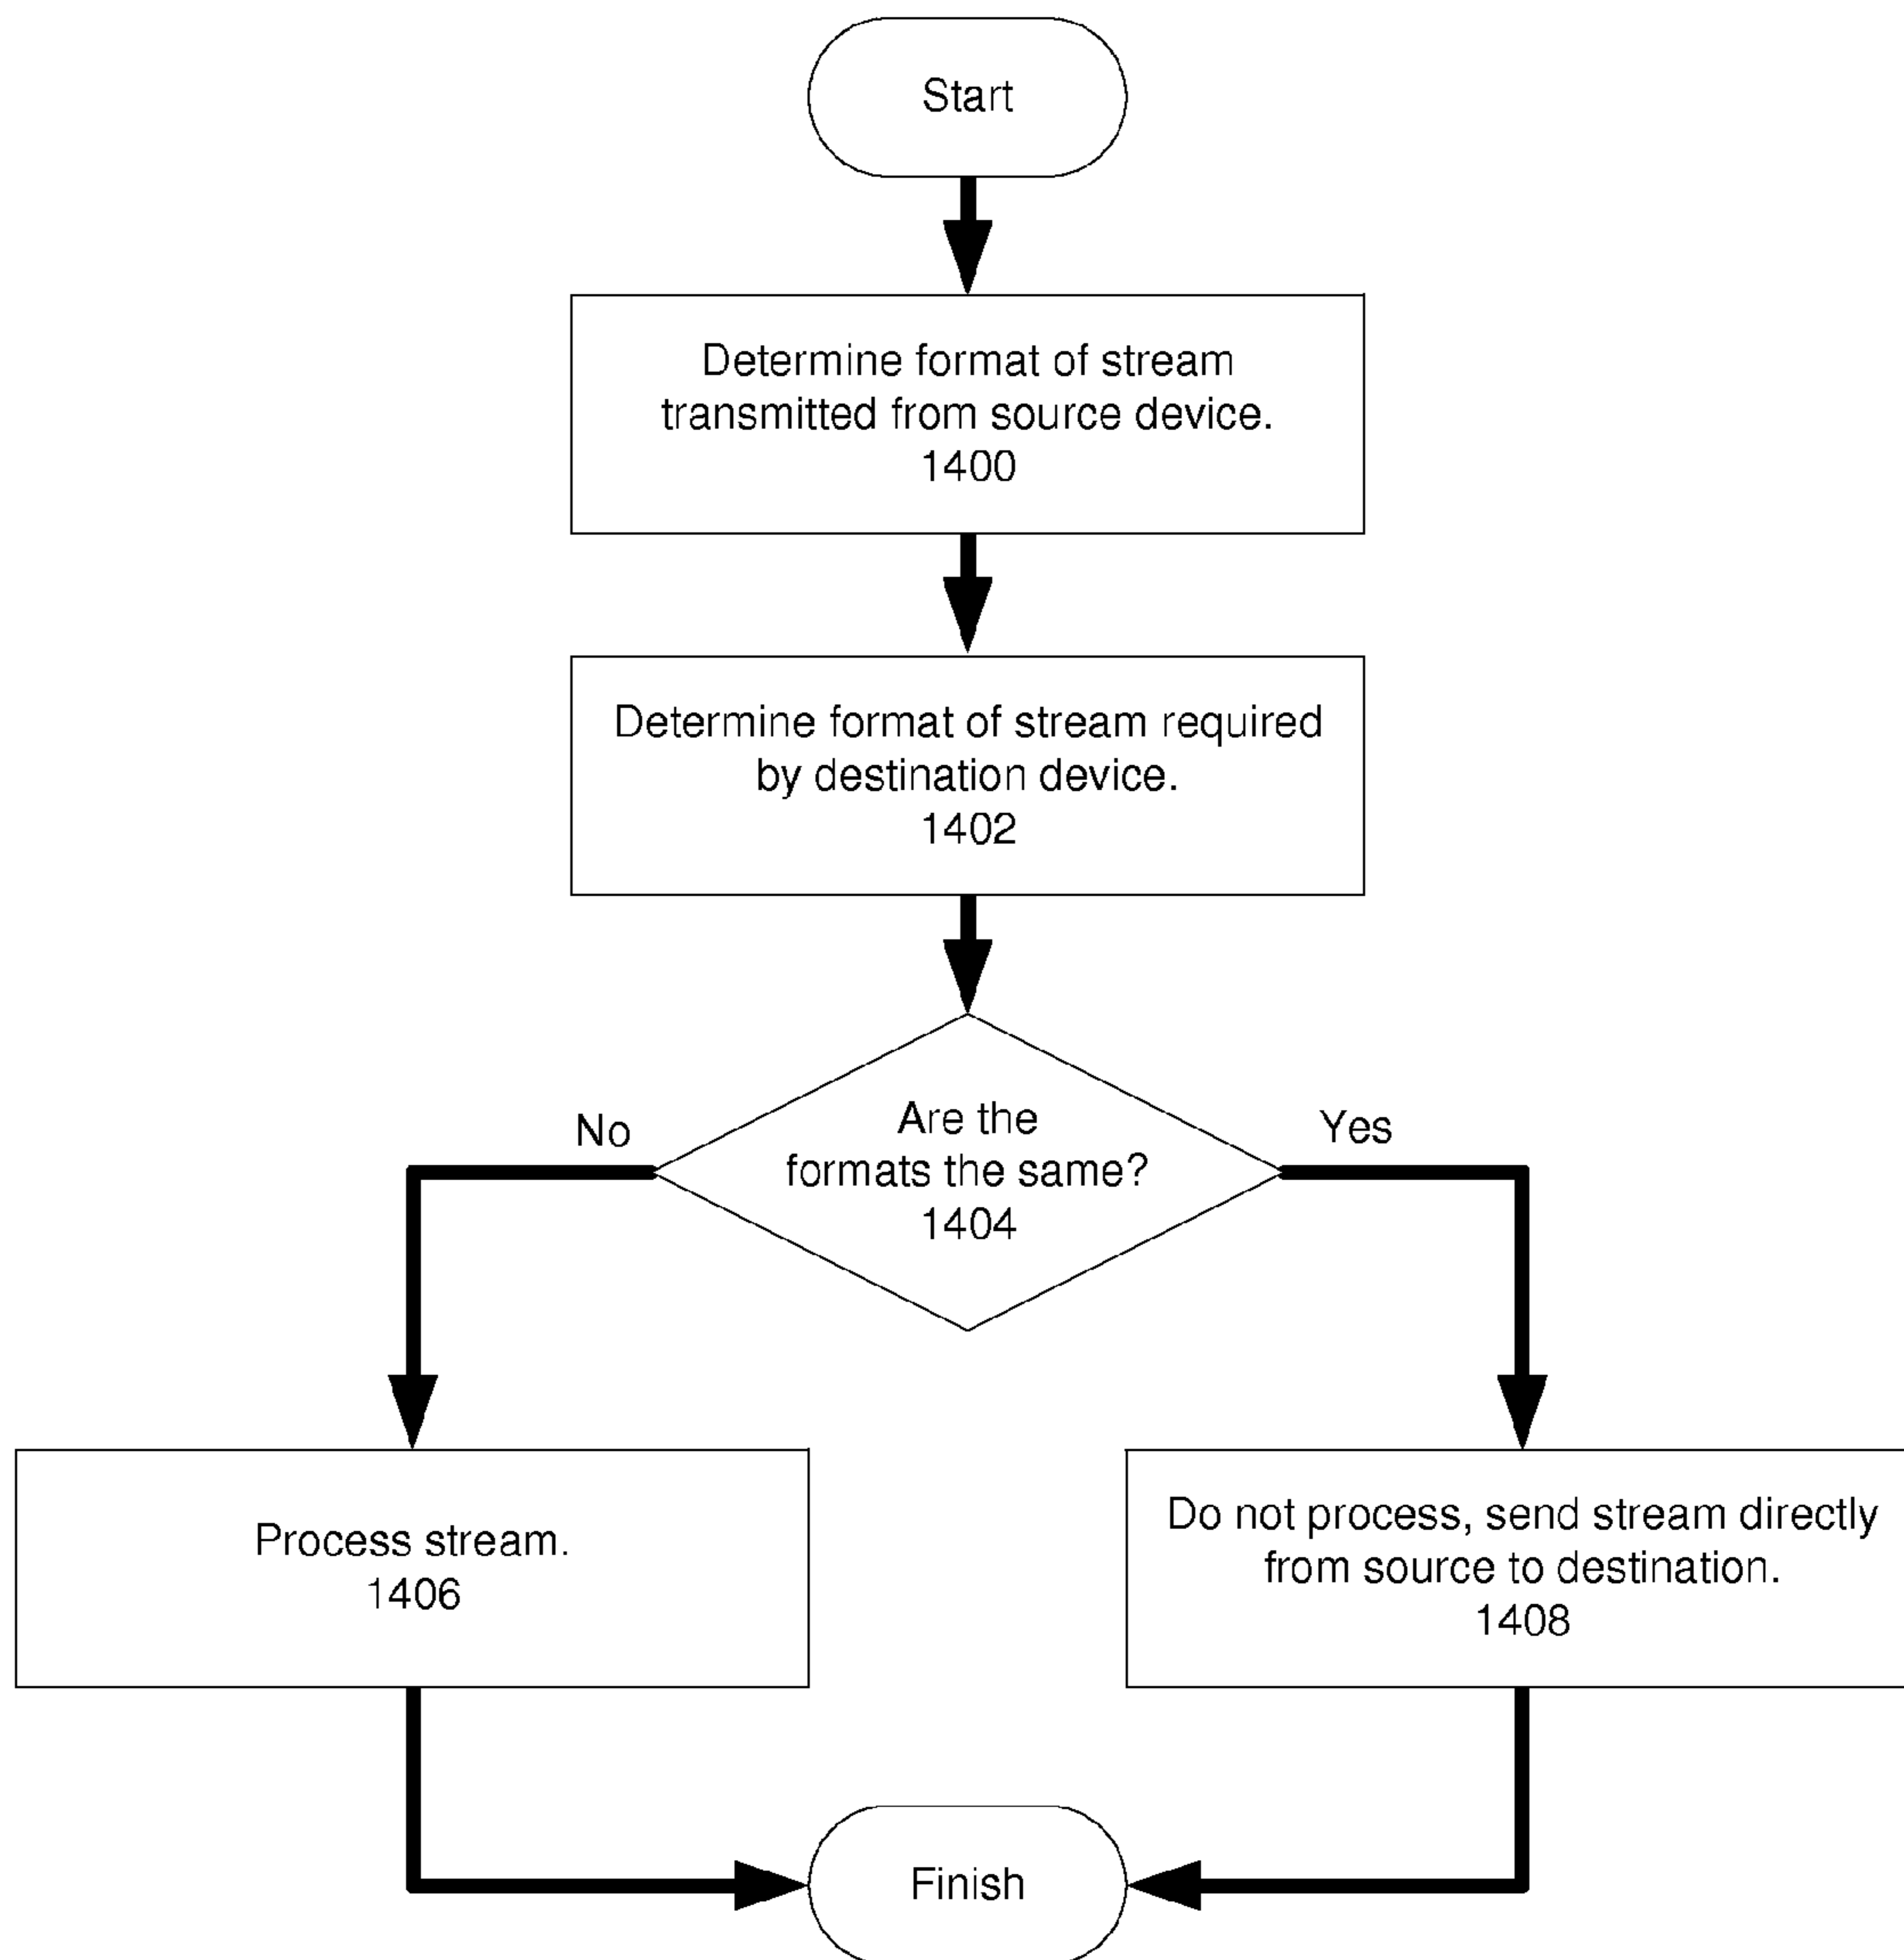 Start
Determine format of stream
transmitted from source device.
1400
Determine format of stream required
by destination device.
1402
Are the
formats the same?
1404
No
Yes
Process stream.
1406
Do not process, send stream directly
from source to destination.
1408
Finish